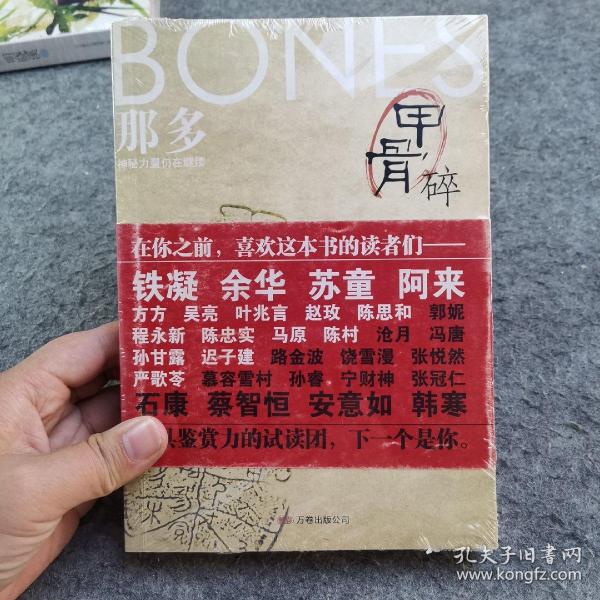 BONES
那多
神秘力量仍在继续
甲骨碎
在你之前，喜欢这本书的读者们——
铁凝 余华 苏童 阿来
方方 吴亮 叶兆言 赵玫 陈思和 郭妮
程永新 陈忠实 马原 陈村 沧月 冯唐
孙甘露 迟子建 路金波 饶雪漫 张悦然
严歌苓 慕容雪村 孙睿 宁财神 张冠仁
石康 蔡智恒 安意如 韩寒
具鉴赏力的试读团，下一个是你。
万卷出版公司
孔夫子旧书网
www.kongfz.com